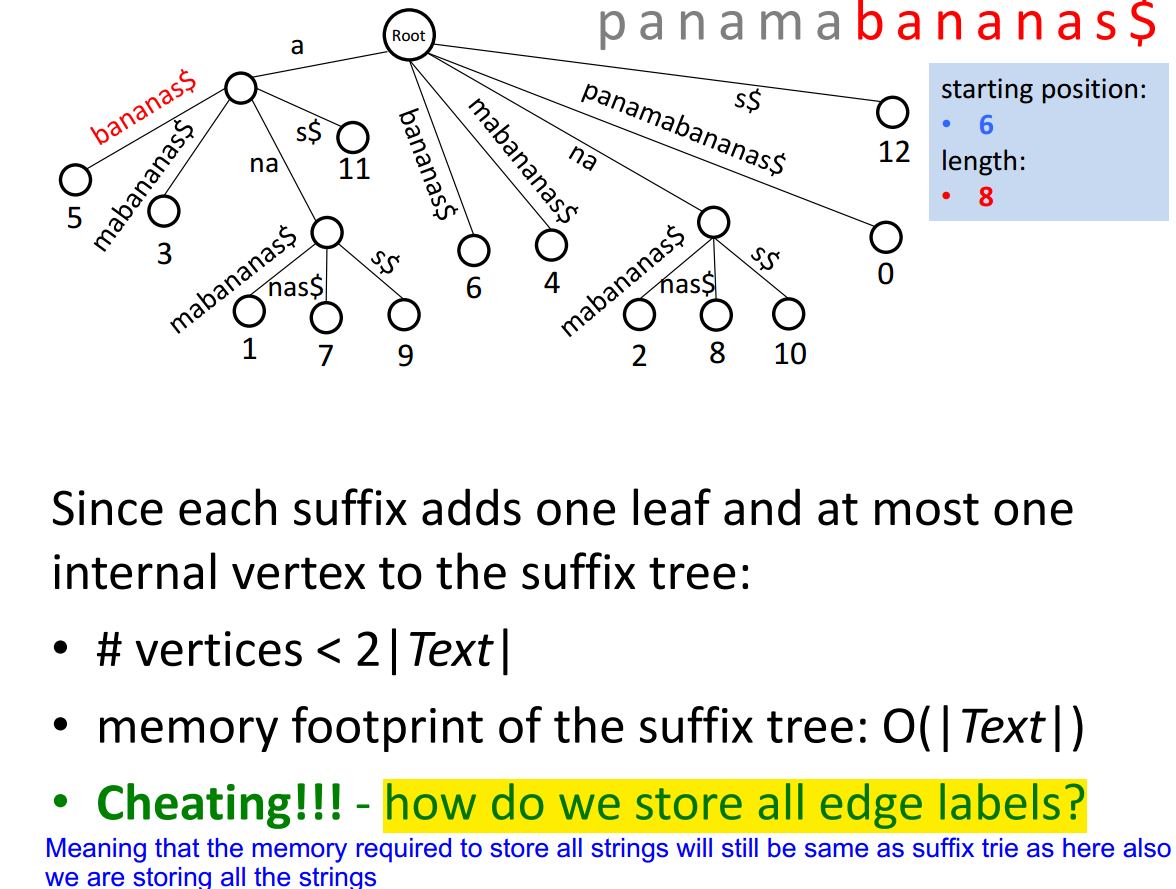 p a n a m a b a n a n a s $
Root
a
bananas$
mabananas$
na
s$
bananas$
mabananas$
na
panamabananas$
s$
starting position:
• 6
length:
• 8
5
3
11
12
mabananas$
nas$
s$
6
4
mabananas$
nas$
s$
0
1
7
9
2
8
10
Since each suffix adds one leaf and at most one
internal vertex to the suffix tree:
• # vertices < 2|Text|
• memory footprint of the suffix tree: O(|Text|)
• Cheating!!! - how do we store all edge labels?
Meaning that the memory required to store all strings will still be same as suffix trie as here also
we are storing all the strings